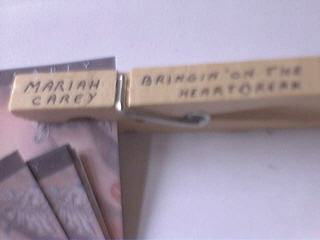 MARIAH
CAREY
BRINGIN' ON THE
HEARTBREAK